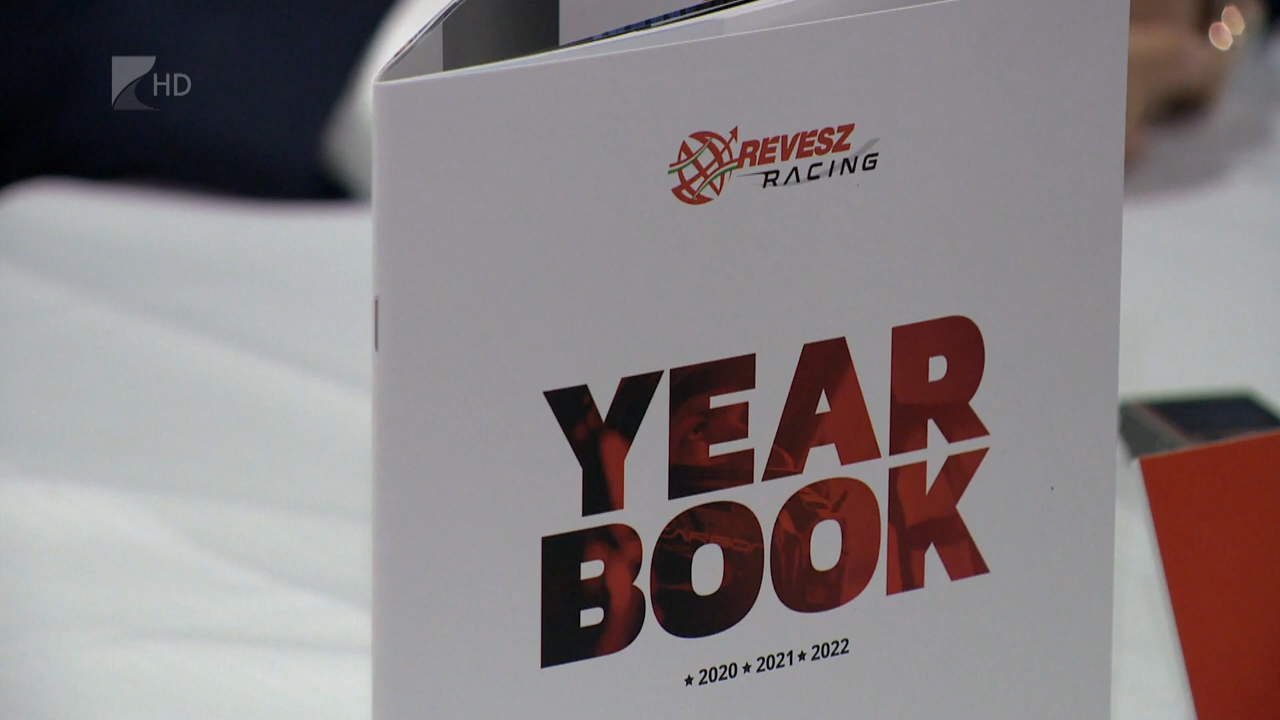 HD
REVESZ
RACING
YEAR
BOOK
★ 2020 ★ 2021 ★ 2022